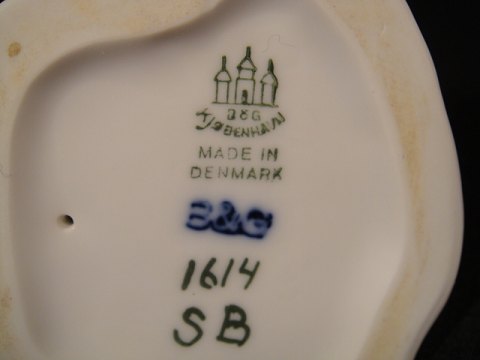 B&G
KJØBENHAVN
MADE IN
DENMARK
B&G
1614
SB